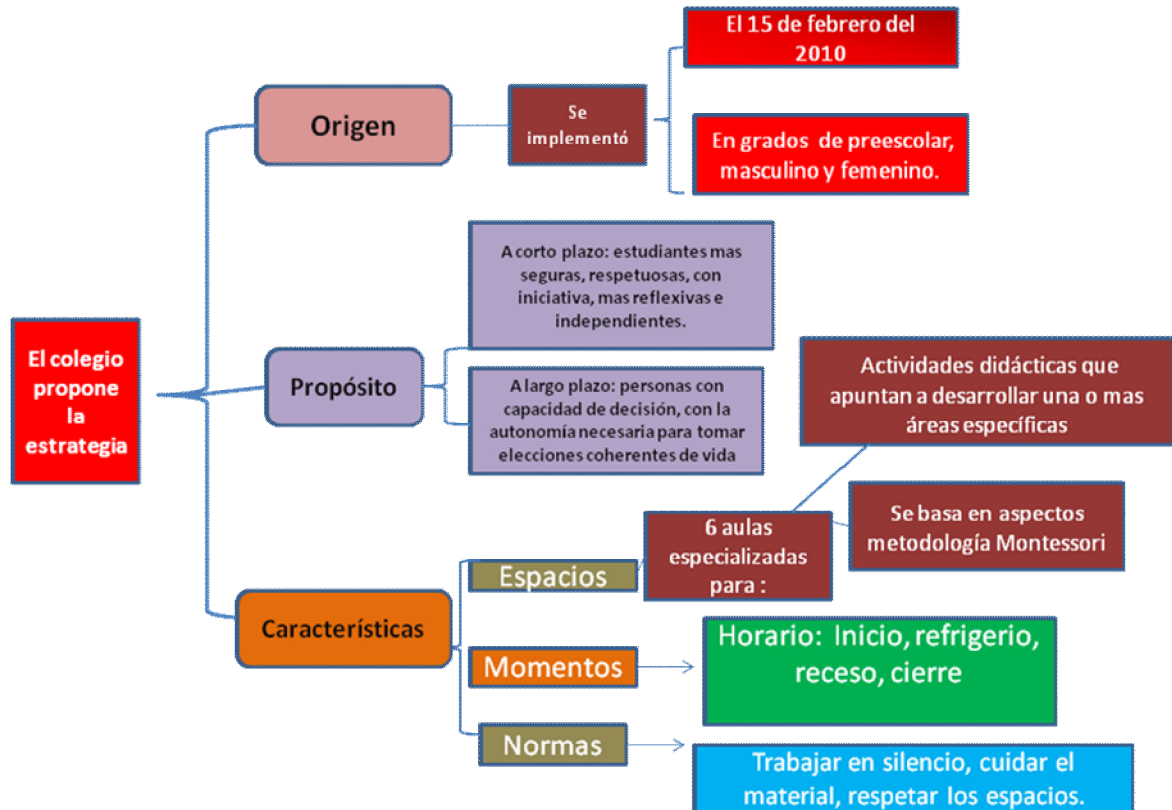 El colegio
propone
la
estrategia
Origen
Se
implementó
El 15 de febrero del
2010
En grados de preescolar,
masculino y femenino.
Propósito
A corto plazo: estudiantes mas
seguras, respetuosas, con
iniciativa, mas reflexivas e
independientes.
A largo plazo: personas con
capacidad de decisión, con la
autonomía necesaria para tomar
elecciones coherentes de vida
Características
Espacios
6 aulas
especializadas
para :
Actividades didácticas que
apuntan a desarrollar una o mas
áreas específicas
Se basa en aspectos
metodología Montessori
Momentos
Horario: Inicio, refrigerio,
receso, cierre
Normas
Trabajar en silencio, cuidar el
material, respetar los espacios.